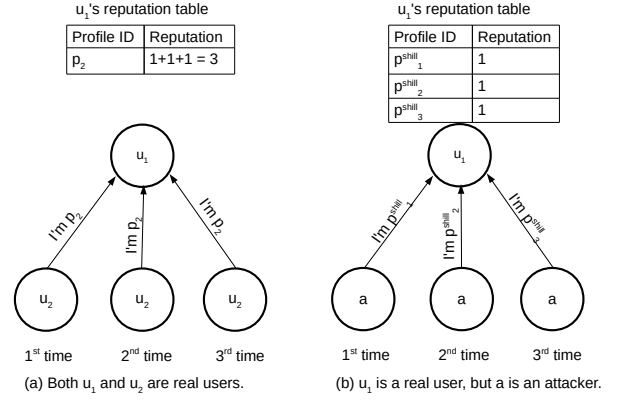 u1's reputation table
Profile ID Reputation
p2 1+1+1 = 3
u1
I'm p2
I'm p2
I'm p2
u2
u2
u2
1st time
2nd time
3rd time
(a) Both u1 and u2 are real users.
u1's reputation table
Profile ID Reputation
pshill1 1
pshill2 1
pshill3 1
u1
I'm pshill1
I'm pshill2
I'm pshill3
a
a
a
1st time
2nd time
3rd time
(b) u1 is a real user, but a is an attacker.